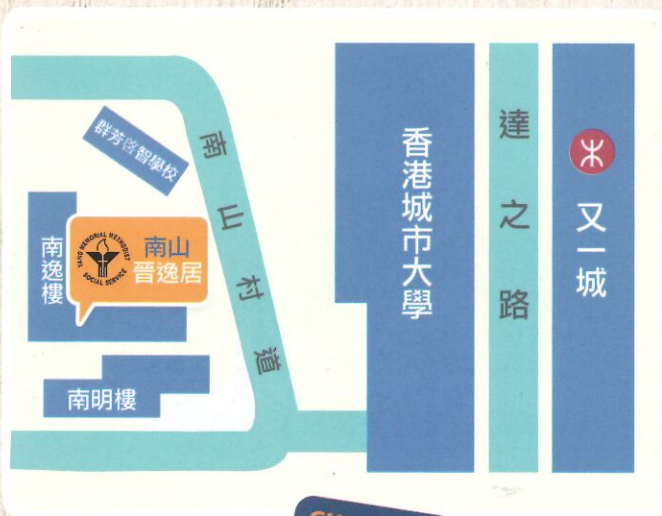 群芳啓智學校
南山村道
南逸樓
YANG MEMORIAL METHODIST
SOCIAL SERVICE
南山
晉逸居
南明樓
香港城市大學
達之路
又一城